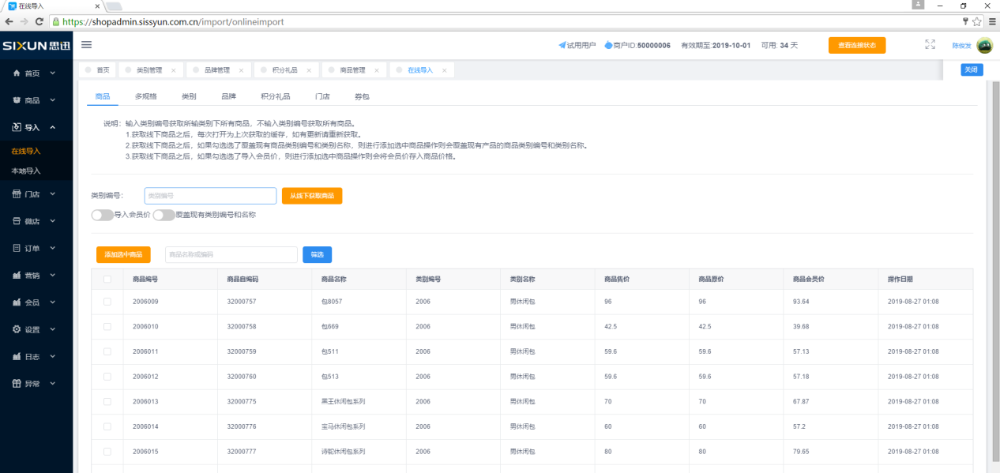 在线导入
https://shopadmin.sissyun.com.cn/import/onlineimport
SIXUN思迅
试用用户 商户ID:50000006 有效期至:2019-10-01 可用: 34 天 查看连接状态 陈俊发
首页 类别管理 品牌管理 积分礼品 商品管理 在线导入 关闭
首页
商品
导入
在线导入
本地导入
门店
微店
订单
营销
会员
设置
日志
异常
商品 多规格 类别 品牌 积分礼品 门店 券包
说明: 输入类别编号获取所输类别下所有商品，不输入类别编号获取所有商品。
1.获取线下商品之后，每次打开为上次获取的缓存，如有更新请重新获取。
2.获取线下商品之后，如果勾选选了覆盖现有商品类别编号和类别名称，则进行添加选中商品操作则会覆盖现有产品的商品类别编号和类别名称。
3.获取线下商品之后，如果勾选选了导入会员价，则进行添加选中商品操作则会将会员价存入商品价格。
类别编号: 类别编号 从线下获取商品
导入会员价 覆盖现有类别编号和名称
添加选中商品 商品名称或编码 筛选
商品编号 商品自编码 商品名称 类别编号 类别名称 商品售价 商品原价 商品会员价 操作日期
2006009 32000757 包8057 2006 男休闲包 96 96 93.64 2019-08-27 01:08
2006010 32000758 包669 2006 男休闲包 42.5 42.5 39.68 2019-08-27 01:08
2006011 32000759 包511 2006 男休闲包 59.6 59.6 57.13 2019-08-27 01:08
2006012 32000760 包513 2006 男休闲包 59.6 59.6 57.18 2019-08-27 01:08
2006013 32000775 黑王休闲包系列 2006 男休闲包 70 70 67.87 2019-08-27 01:08
2006014 32000776 宝马休闲包系列 2006 男休闲包 60 60 57.2 2019-08-27 01:08
2006015 32000777 诗驼休闲包系列 2006 男休闲包 80 80 79.65 2019-08-27 01:08